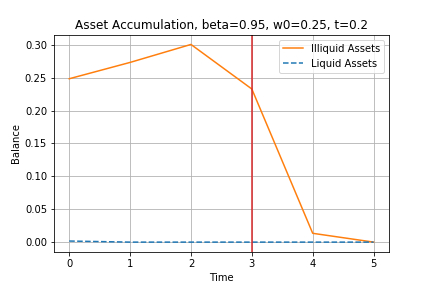 Asset Accumulation, beta=0.95, w0=0.25, t=0.2
Illiquid Assets
Liquid Assets
Balance
0.30
0.25
0.20
0.15
0.10
0.05
0.00
0 1 2 3 4 5
Time